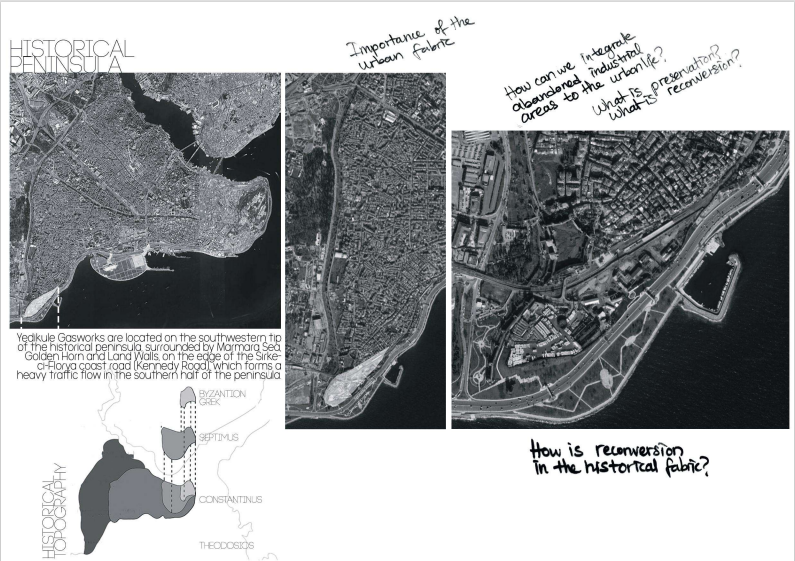 HISTORICAL
PENINSULA
Importance of the
urban fabric
How can we integrate
abandoned industrial
areas to the urban life?
What is preservation?
What is reconversion?
Yedikule Gasworks are located on the southwestern tip
of the historical peninsula, surrounded by Marmara Sea,
Golden Horn and Land Walls, on the edge of the Sirke-
ci-Florya coast road (Kennedy Road), which forms a
heavy traffic flow in the southern half of the peninsula.
BYZANTION
GREK
SEPTIMUS
CONSTANTINUS
THEODOSIOS
HISTORICAL
TOPOGRAPHY
How is reconversion
in the historical fabric?